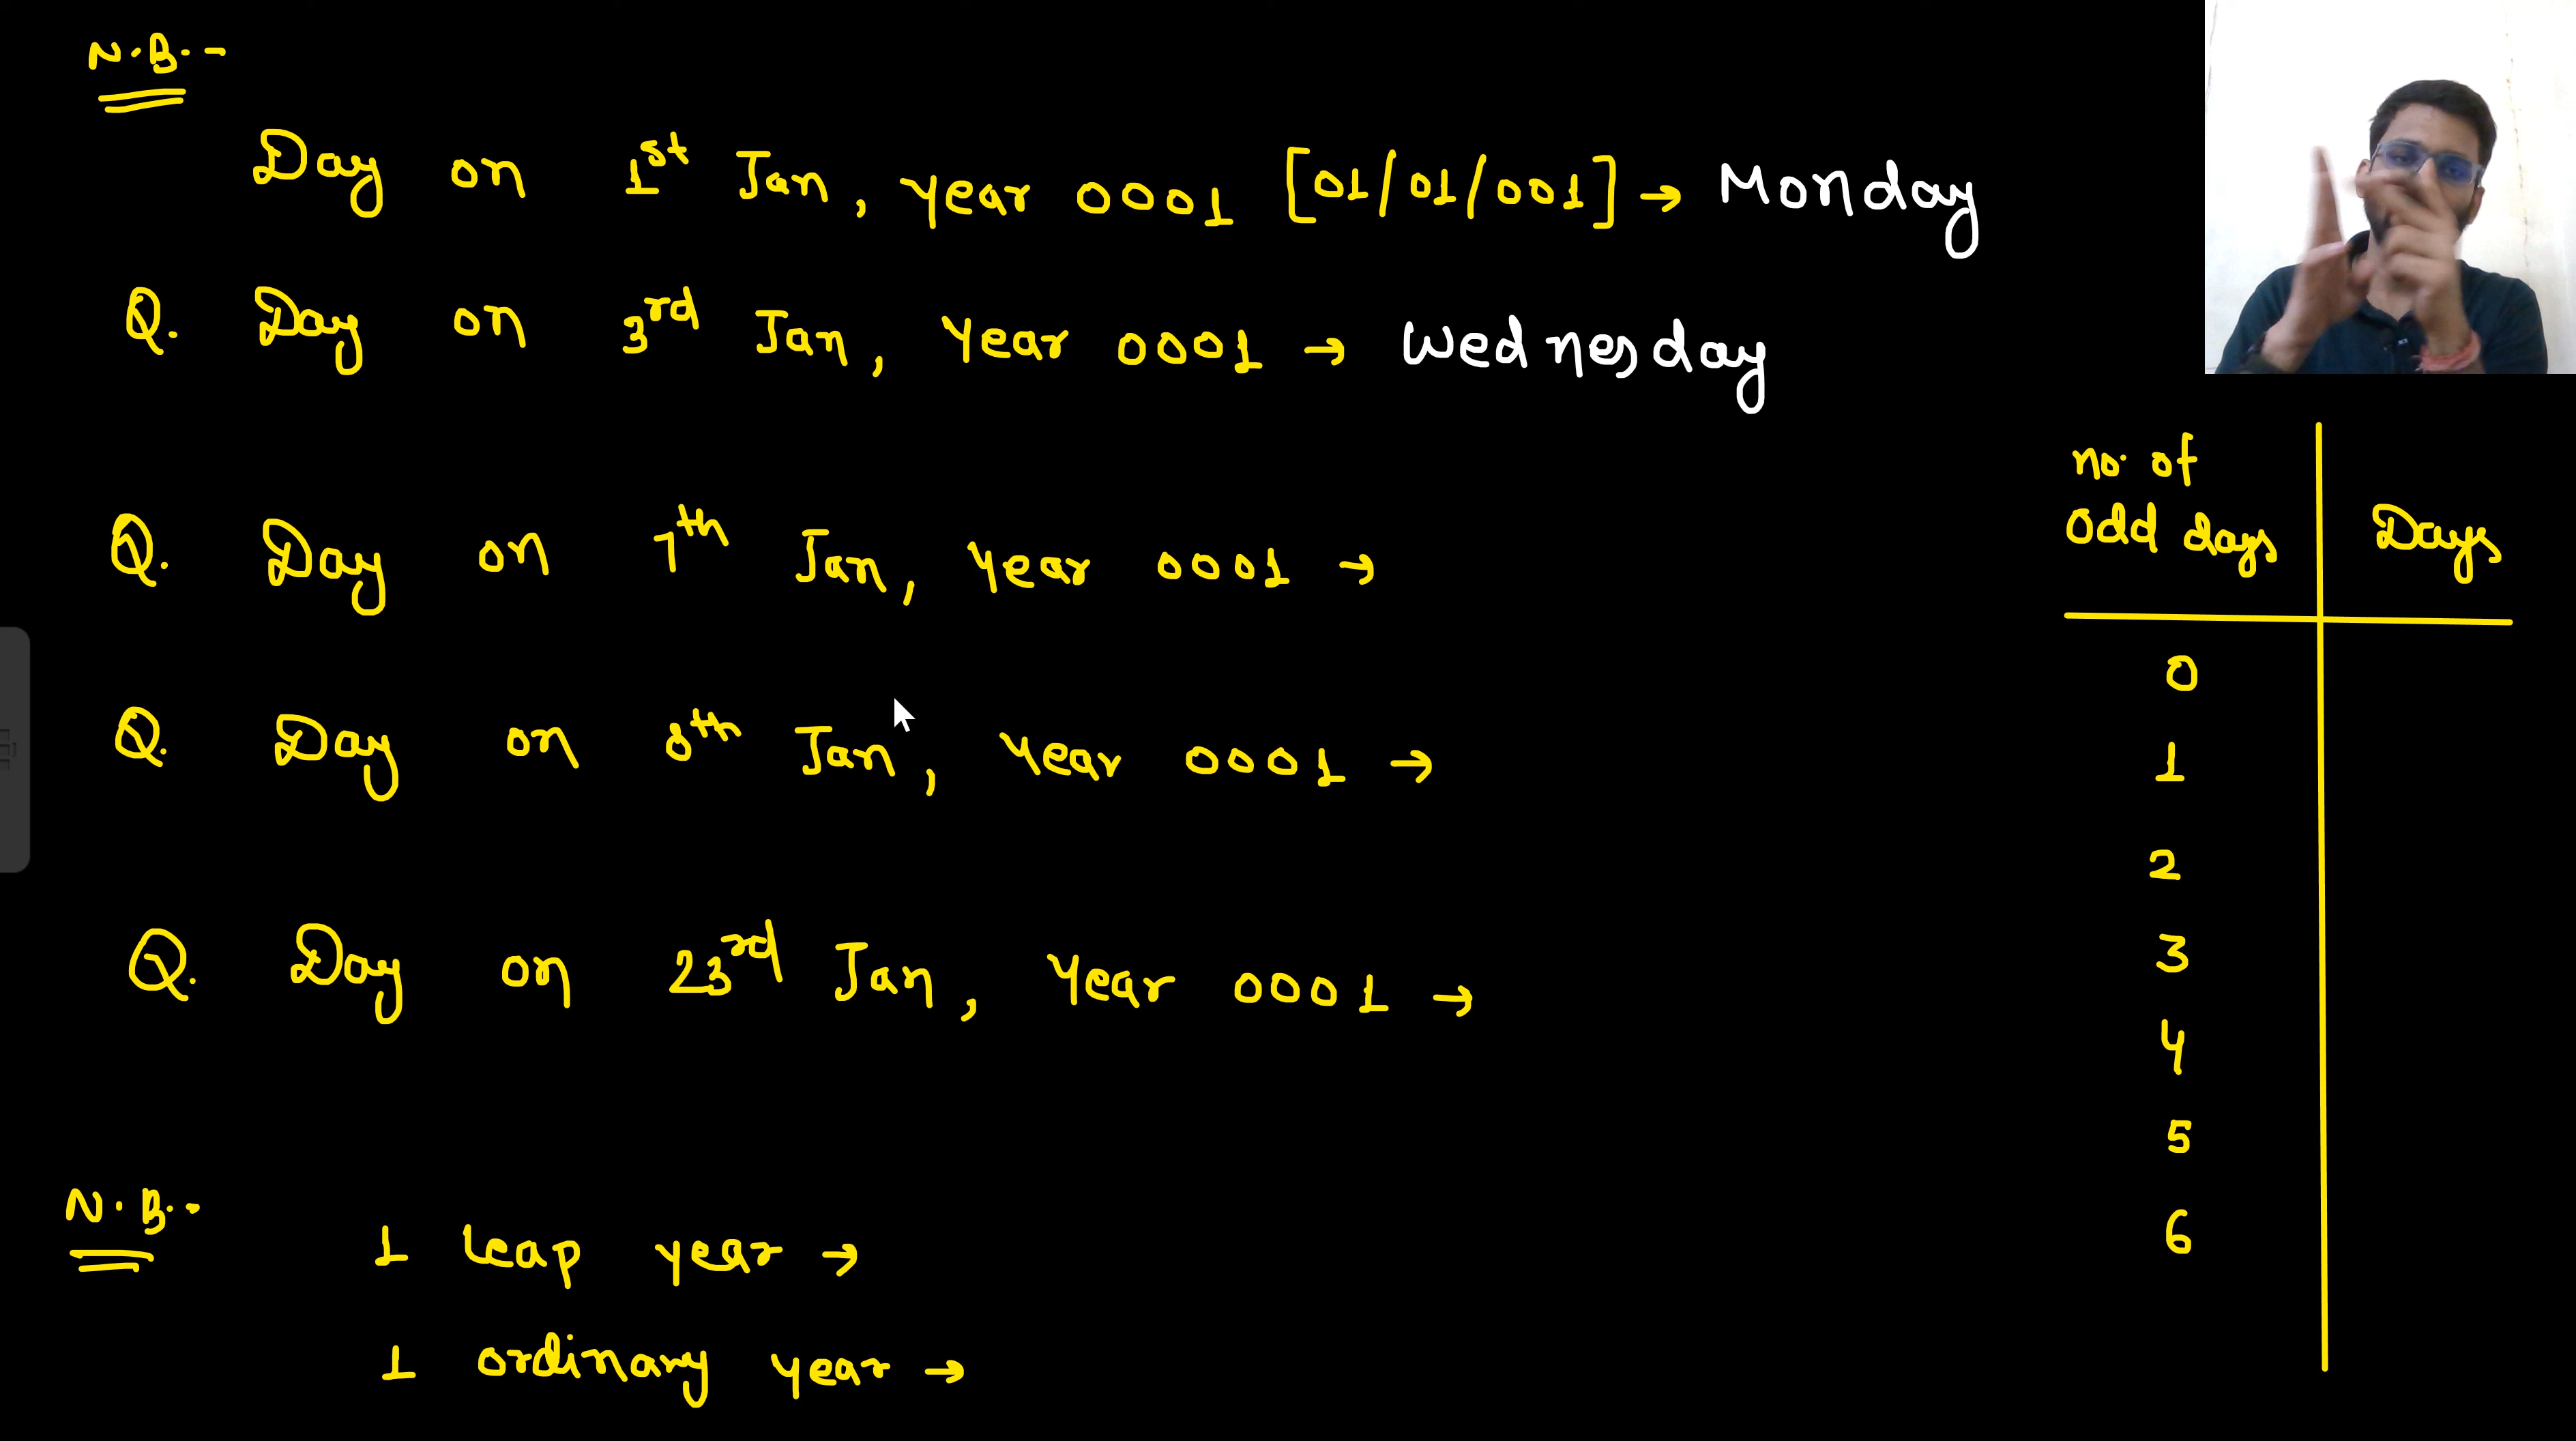 N.B.-
Day on 1st Jan, year 0001 [01/01/001] → Monday
Q. Day on 3rd Jan, Year 0001 → Wednesday
Q. Day on 7th Jan, Year 0001 →
Q. Day on 8th Jan, Year 0001 →
Q. Day on 23rd Jan, Year 0001 →
N.B.-
1 leap year →
1 ordinary year →
no. of odd days | Days
0
1
2
3
4
5
6